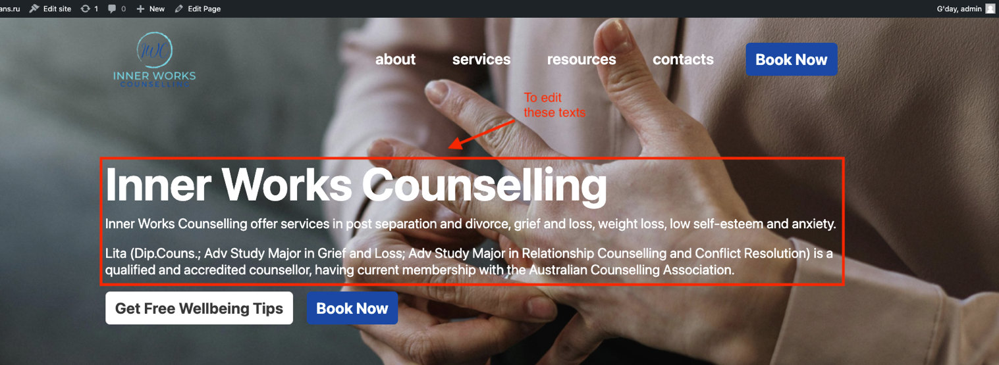 ans.ru Edit site 1 0 New Edit Page G'day, admin
IWC
INNER WORKS
COUNSELLING
about services resources contacts Book Now
To edit
these texts
Inner Works Counselling
Inner Works Counselling offer services in post separation and divorce, grief and loss, weight loss, low self-esteem and anxiety.
Lita (Dip.Couns.; Adv Study Major in Grief and Loss; Adv Study Major in Relationship Counselling and Conflict Resolution) is a
qualified and accredited counsellor, having current membership with the Australian Counselling Association.
Get Free Wellbeing Tips Book Now